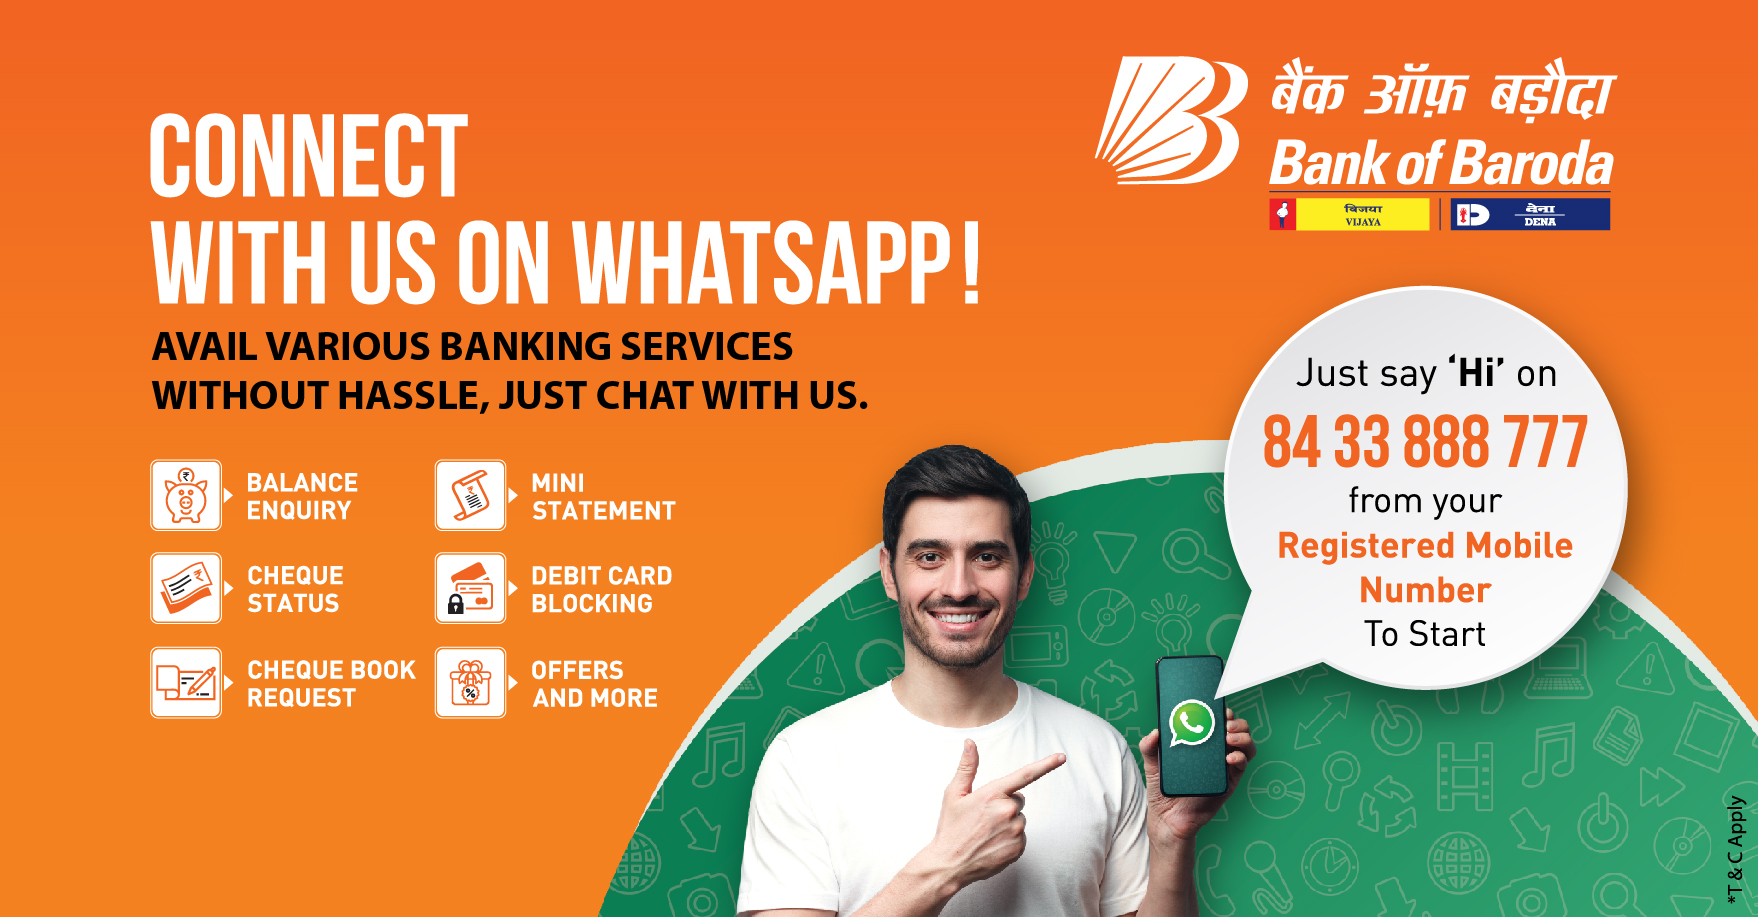 CONNECT
WITH US ON WHATSAPP!
AVAIL VARIOUS BANKING SERVICES
WITHOUT HASSLE, JUST CHAT WITH US.
BALANCE
ENQUIRY
MINI
STATEMENT
CHEQUE
STATUS
DEBIT CARD
BLOCKING
CHEQUE BOOK
REQUEST
OFFERS
AND MORE
बैंक ऑफ़ बड़ौदा
Bank of Baroda
विजया
VIJAYA
देना
DENA
Just say ‘Hi’ on
84 33 888 777
from your
Registered Mobile
Number
To Start
*T & C Apply